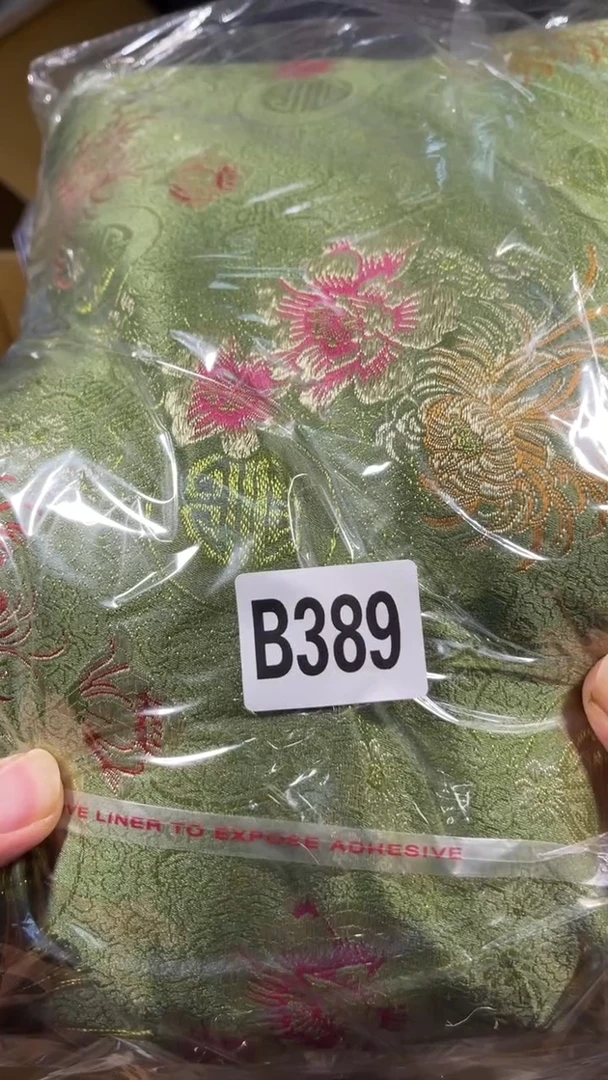 B389
VE LINER TO EXPOSE ADHESIVE